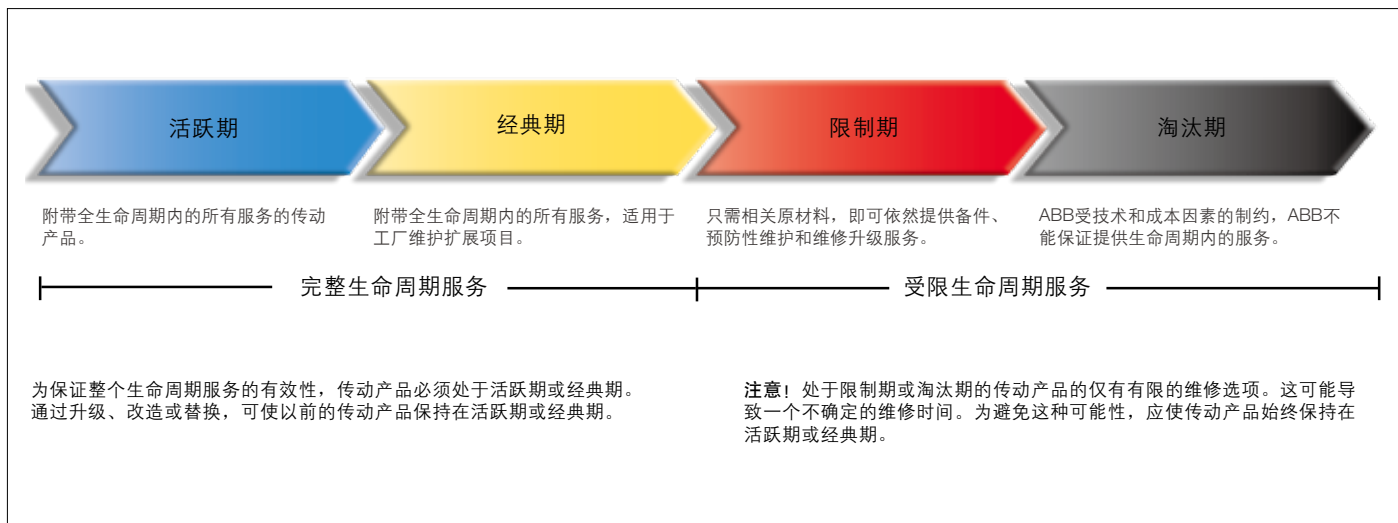 活跃期
经典期
限制期
淘汰期
附带全生命周期内的所有服务的传动
产品。
附带全生命周期内的所有服务，适用于
工厂维护扩展项目。
只需相关原材料，即可依然提供备件、
预防性维护和维修升级服务。
ABB受技术和成本因素的制约，ABB不
能保证提供生命周期内的服务。
完整生命周期服务
受限生命周期服务
为保证整个生命周期服务的有效性，传动产品必须处于活跃期或经典期。
通过升级、改造或替换，可使以前的传动产品保持在活跃期或经典期。
注意！处于限制期或淘汰期的传动产品的仅有有限的维修选项。这可能导
致一个不确定的维修时间。为避免这种可能性，应使传动产品始终保持在
活跃期或经典期。